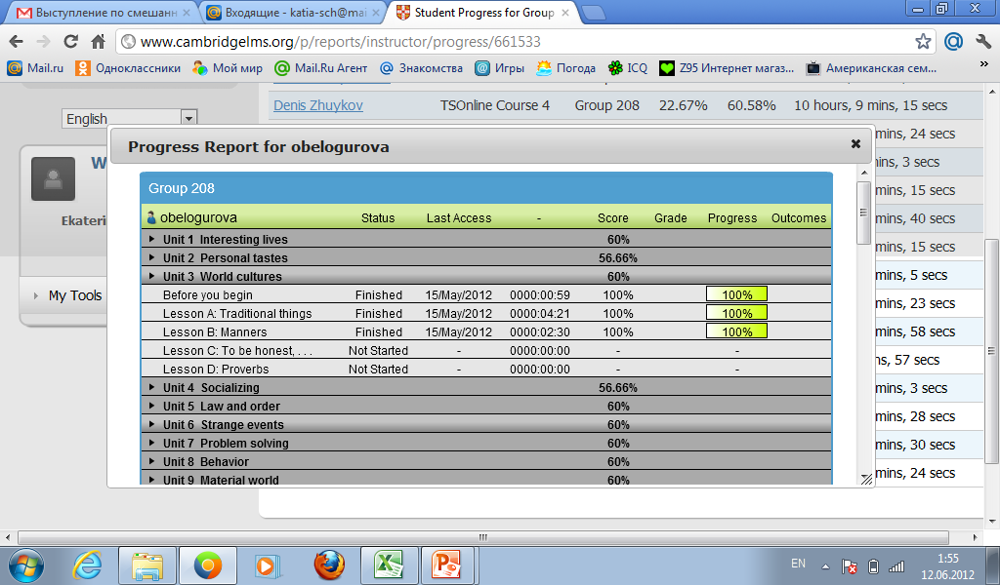 Выступление по смешанн
Входящие - katia-sch@mai
Student Progress for Group
www.cambridgelms.org/p/reports/instructor/progress/661533
Mail.ru Одноклассники Мой мир Mail.Ru Агент Знакомства Игры Погода ICQ Z95 Интернет магаз... Американская сем... »
Denis Zhuykov TSOnline Course 4 Group 208 22.67% 60.58% 10 hours, 9 mins, 15 secs
English
mins, 24 secs
Progress Report for obelogurova
W
mins, 3 secs
Group 208
mins, 15 secs
obelogurova Status Last Access - Score Grade Progress Outcomes
Ekateri
mins, 40 secs
Unit 1 Interesting lives 60%
mins, 15 secs
Unit 2 Personal tastes 56.66%
Unit 3 World cultures 60%
mins, 5 secs
Before you begin Finished 15/May/2012 0000:00:59 100% 100%
My Tools
mins, 23 secs
Lesson A: Traditional things Finished 15/May/2012 0000:04:21 100% 100%
Lesson B: Manners Finished 15/May/2012 0000:02:30 100% 100%
mins, 58 secs
Lesson C: To be honest, . . . Not Started - 0000:00:00 - -
ns, 57 secs
Lesson D: Proverbs Not Started - 0000:00:00 - -
Unit 4 Socializing 56.66%
mins, 3 secs
Unit 5 Law and order 60%
mins, 28 secs
Unit 6 Strange events 60%
Unit 7 Problem solving 60%
mins, 30 secs
Unit 8 Behavior 60%
mins, 24 secs
Unit 9 Material world 60%
EN
1:55
12.06.2012